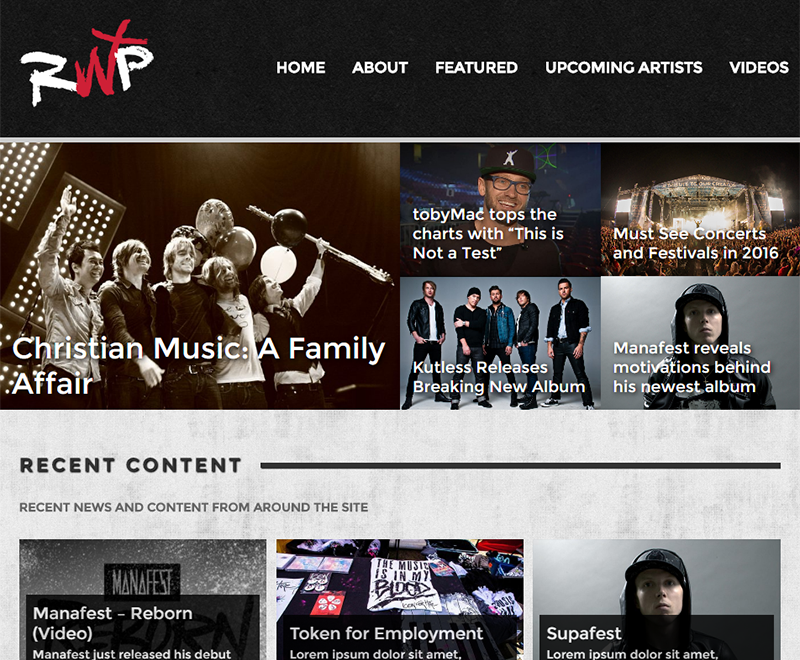 RWP
HOME ABOUT FEATURED UPCOMING ARTISTS VIDEOS
Christian Music: A Family
Affair
tobyMac tops the
charts with “This is
Not a Test”
Must See Concerts
and Festivals in 2016
Kutless Releases
Breaking New Album
Manafest reveals
motivations behind
his newest album
RECENT CONTENT
RECENT NEWS AND CONTENT FROM AROUND THE SITE
MANAFEST
REBORN
Manafest – Reborn
(Video)
Manafest just released his debut
THE MUSIC
IS IN MY
BLOOD
Token for Employment
Lorem ipsum dolor sit amet,
Supafest
Lorem ipsum dolor sit amet,